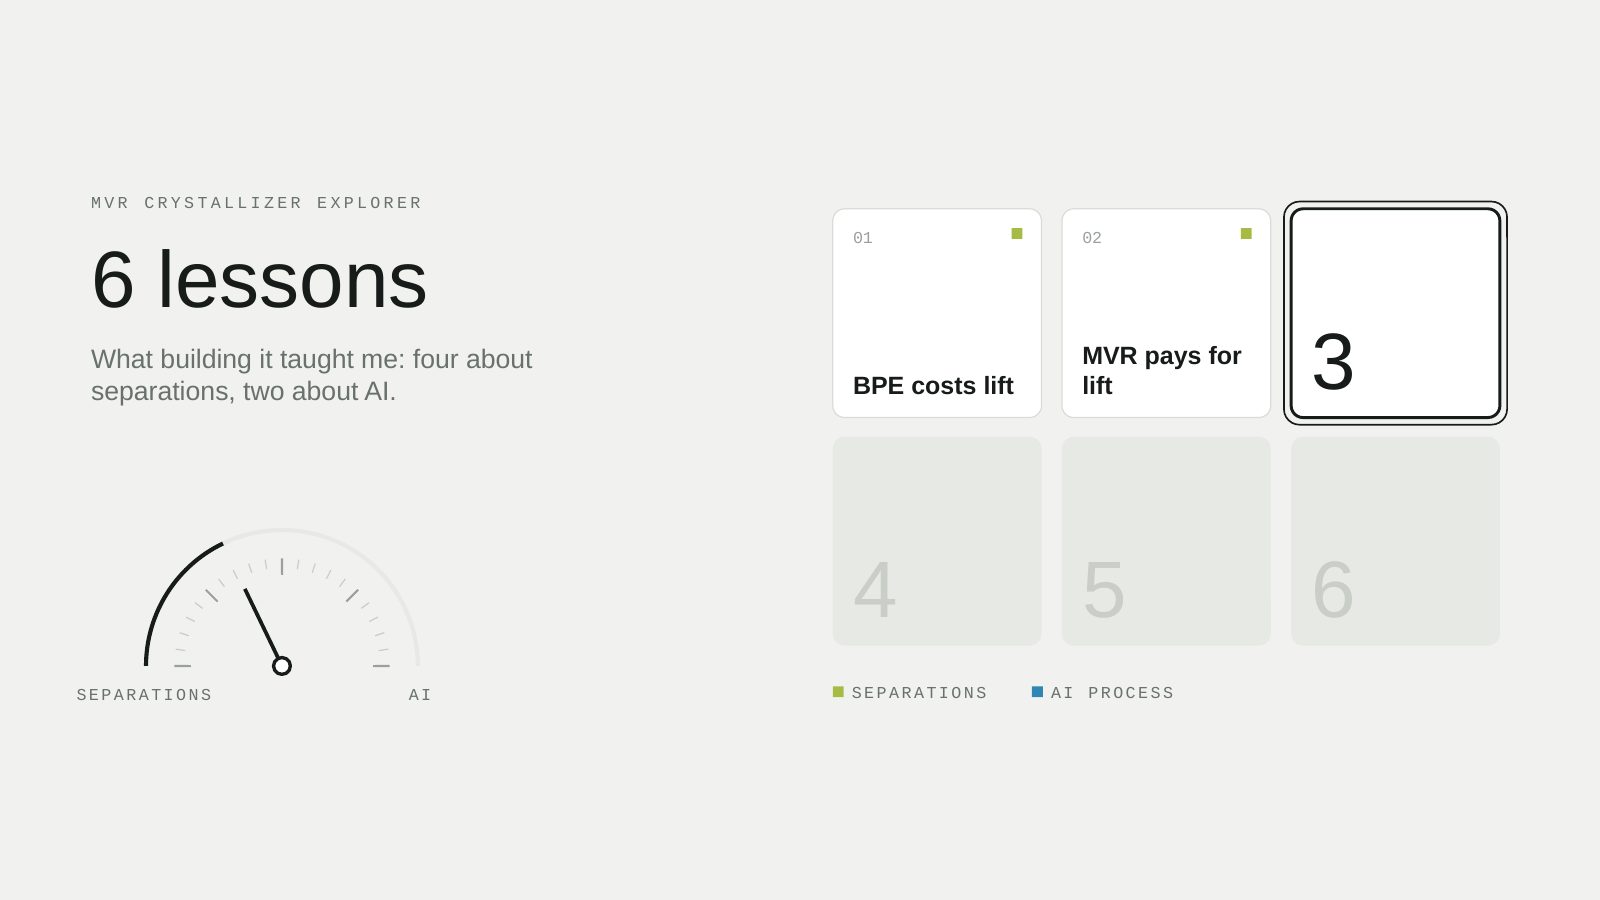 MVR CRYSTALLIZER EXPLORER
6 lessons
What building it taught me: four about
separations, two about AI.
SEPARATIONS
AI
01
BPE costs lift
02
MVR pays for
lift
3
4
5
6
SEPARATIONS
AI PROCESS